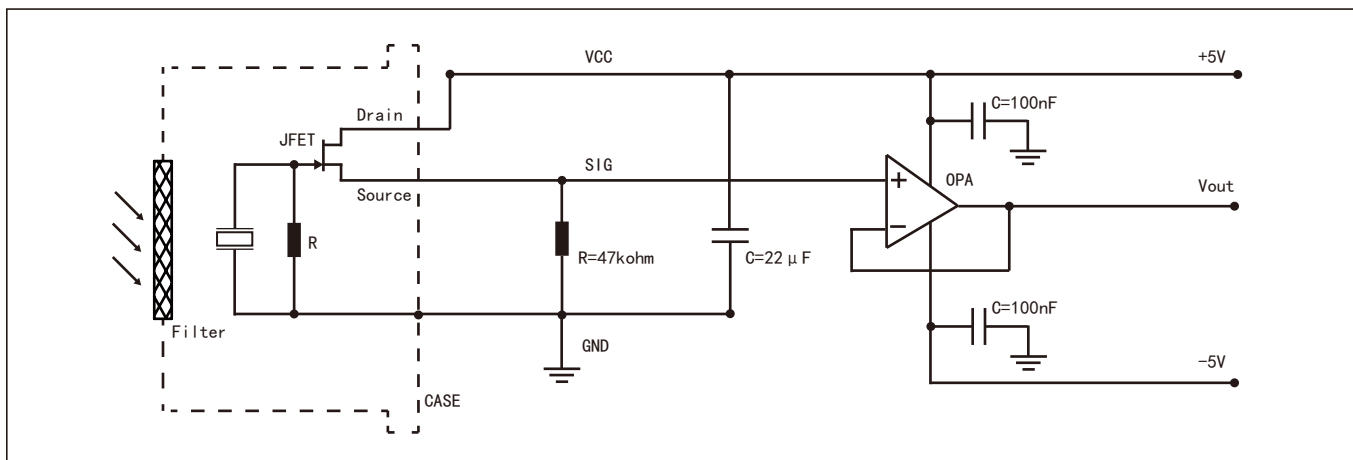 VCC
+5V
C=100nF
Drain
JFET
SIG
OPA
Vout
Source
R
R=47kohm
C=22μF
C=100nF
Filter
GND
-5V
CASE